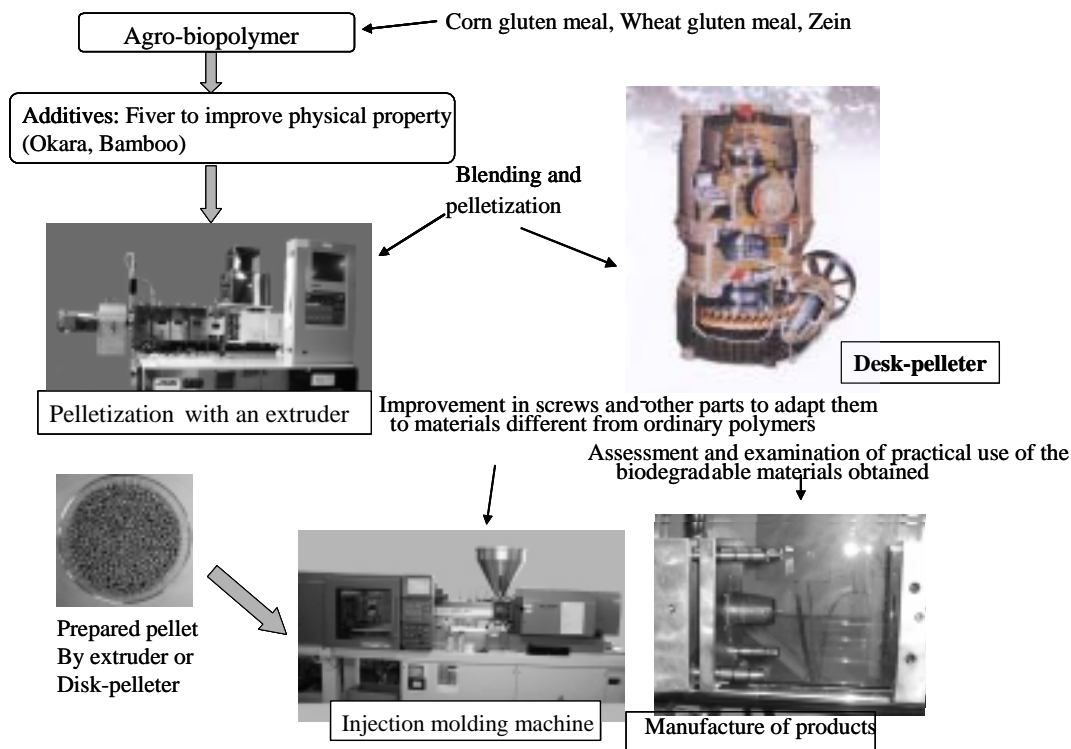 Agro-biopolymer
Corn gluten meal, Wheat gluten meal, Zein
Additives: Fiver to improve physical property
(Okara, Bamboo)
Blending and
pelletization
Desk-pelleter
Pelletization with an extruder
Improvement in screws and other parts to adapt them
to materials different from ordinary polymers
Assessment and examination of practical use of the
biodegradable materials obtained
Prepared pellet
By extruder or
Disk-pelleter
Injection molding machine
Manufacture of products